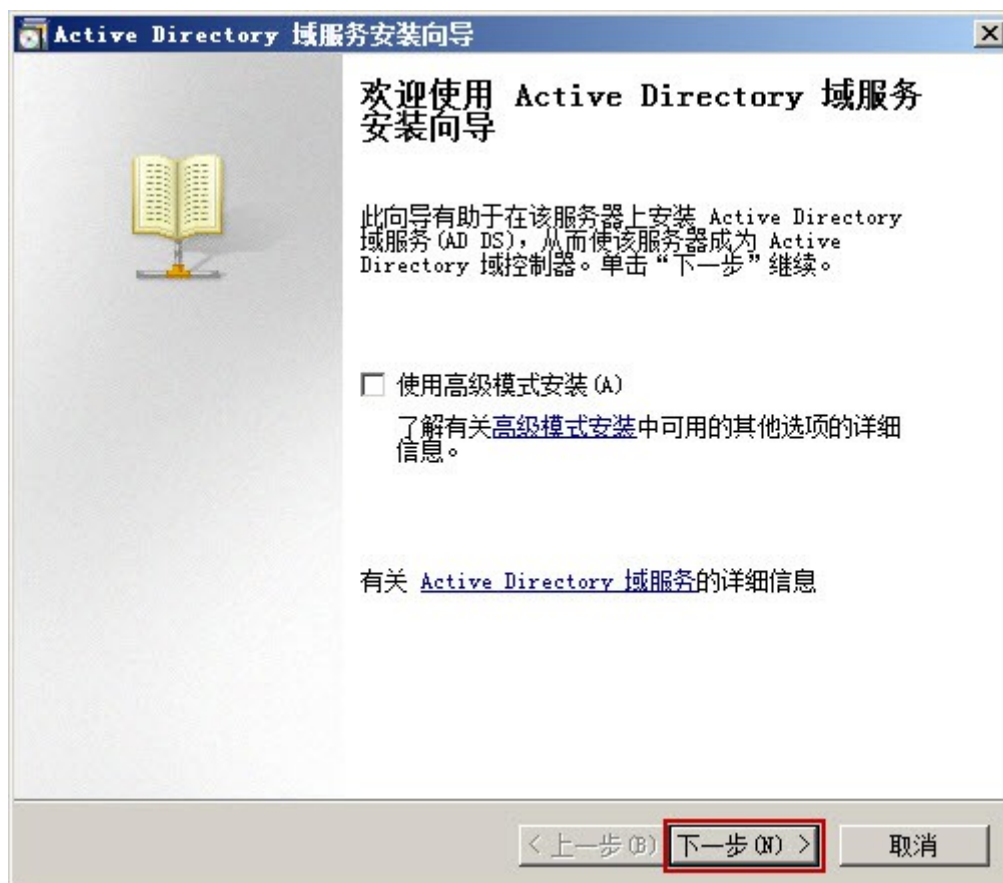 Active Directory 域服务安装向导
欢迎使用 Active Directory 域服务
安装向导
此向导有助于在该服务器上安装 Active Directory
域服务(AD DS)，从而使该服务器成为 Active
Directory 域控制器。单击“下一步”继续。
使用高级模式安装(A)
了解有关高级模式安装中可用的其他选项的详细
信息。
有关 Active Directory 域服务的详细信息
< 上一步(B) 下一步(N) > 取消